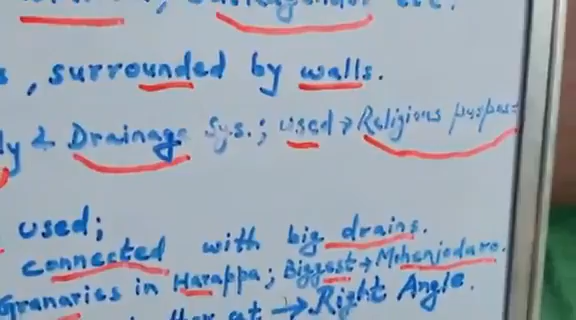 , surrounded by walls.
& Drainage Sys.; used → Religious
used;
connected with big drains.
Granaries in Harappa; Biggest → Mohenjodaro.
at → Right Angle.